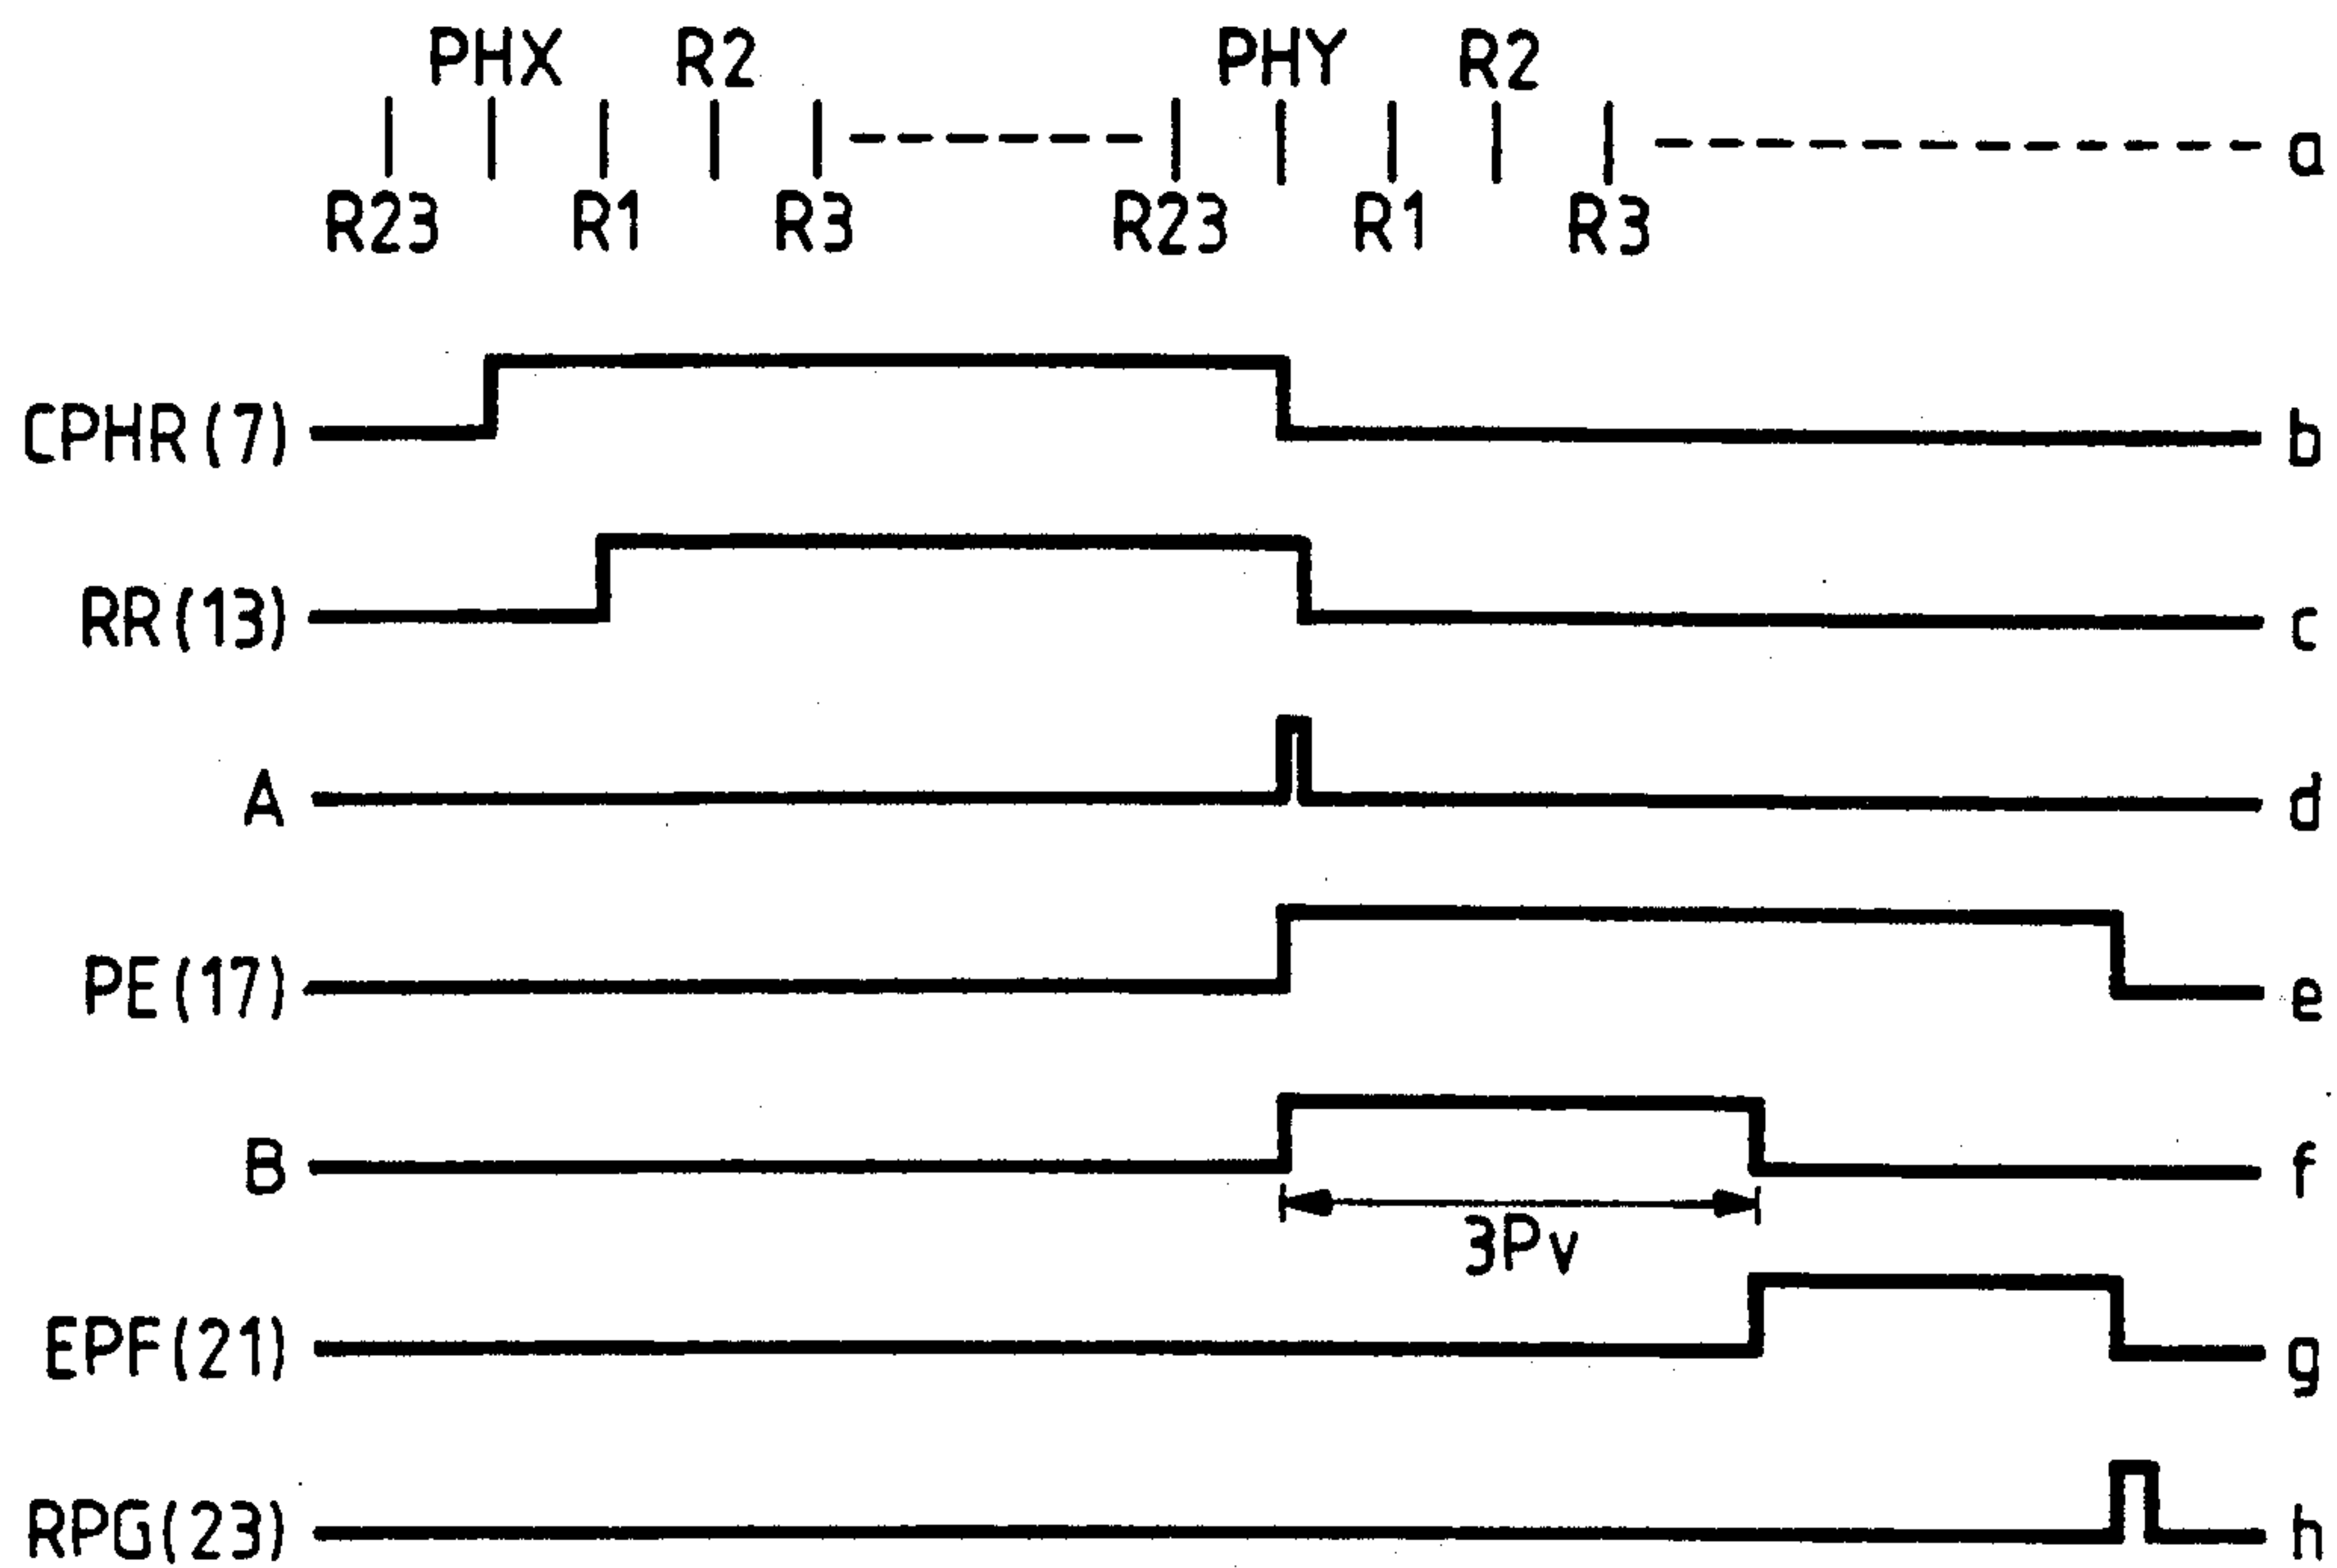 PHX R2 PHY R2
a
R23 R1 R3 R23 R1 R3
CPHR(7) b
RR(13) c
A d
PE(17) e
B f
3Pv
EPF(21) g
RPG(23) h